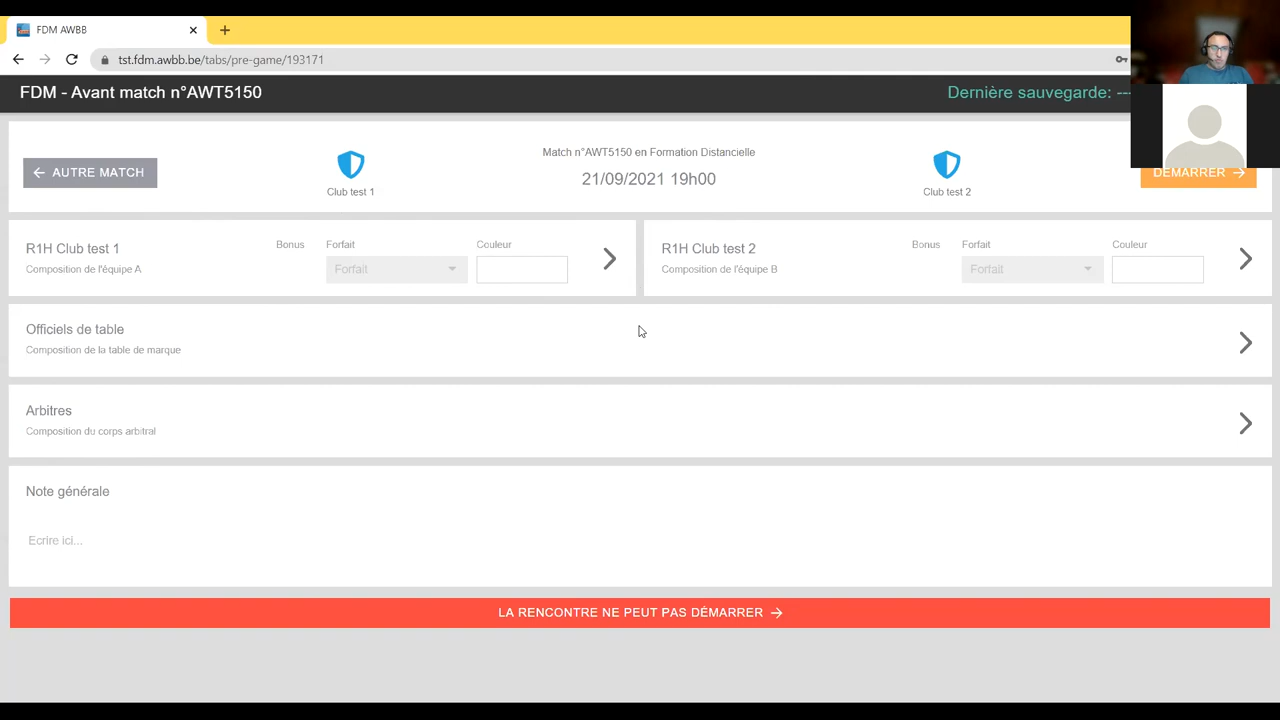 FDM AWBB
tst.fdm.awbb.be/tabs/pre-game/193171
FDM - Avant match n°AWT5150
Dernière sauvegarde: ---
AUTRE MATCH
Club test 1
Match n°AWT5150 en Formation Distancielle
21/09/2021 19h00
Club test 2
DÉMARRER
R1H Club test 1
Composition de l'équipe A
Bonus
Forfait
Forfait
Couleur
R1H Club test 2
Composition de l'équipe B
Bonus
Forfait
Forfait
Couleur
Officiels de table
Composition de la table de marque
Arbitres
Composition du corps arbitral
Note générale
Ecrire ici...
LA RENCONTRE NE PEUT PAS DÉMARRER